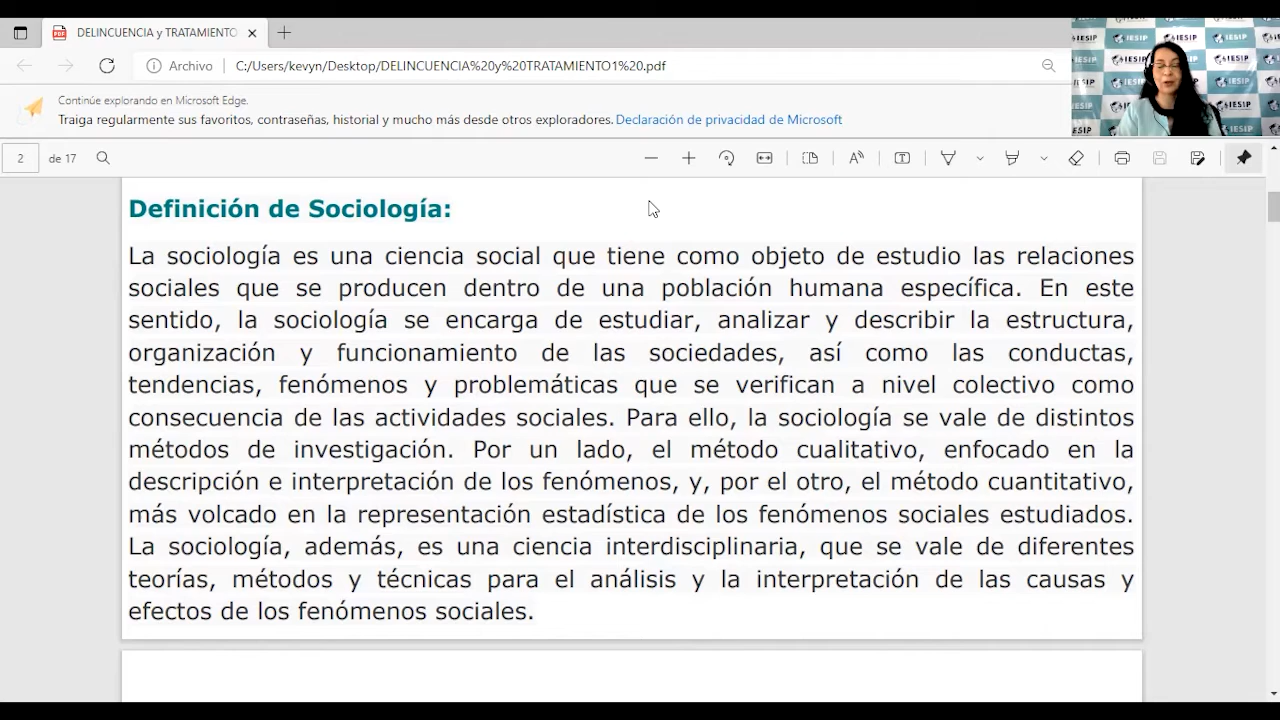 DELINCUENCIA y TRATAMIENTO
Archivo
C:/Users/kevyn/Desktop/DELINCUENCIA%20y%20TRATAMIENTO1%20.pdf
Continúe explorando en Microsoft Edge.
Traiga regularmente sus favoritos, contraseñas, historial y mucho más desde otros exploradores. Declaración de privacidad de Microsoft
2 de 17
IESIP
Definición de Sociología:
La sociología es una ciencia social que tiene como objeto de estudio las relaciones
sociales que se producen dentro de una población humana específica. En este
sentido, la sociología se encarga de estudiar, analizar y describir la estructura,
organización y funcionamiento de las sociedades, así como las conductas,
tendencias, fenómenos y problemáticas que se verifican a nivel colectivo como
consecuencia de las actividades sociales. Para ello, la sociología se vale de distintos
métodos de investigación. Por un lado, el método cualitativo, enfocado en la
descripción e interpretación de los fenómenos, y, por el otro, el método cuantitativo,
más volcado en la representación estadística de los fenómenos sociales estudiados.
La sociología, además, es una ciencia interdisciplinaria, que se vale de diferentes
teorías, métodos y técnicas para el análisis y la interpretación de las causas y
efectos de los fenómenos sociales.